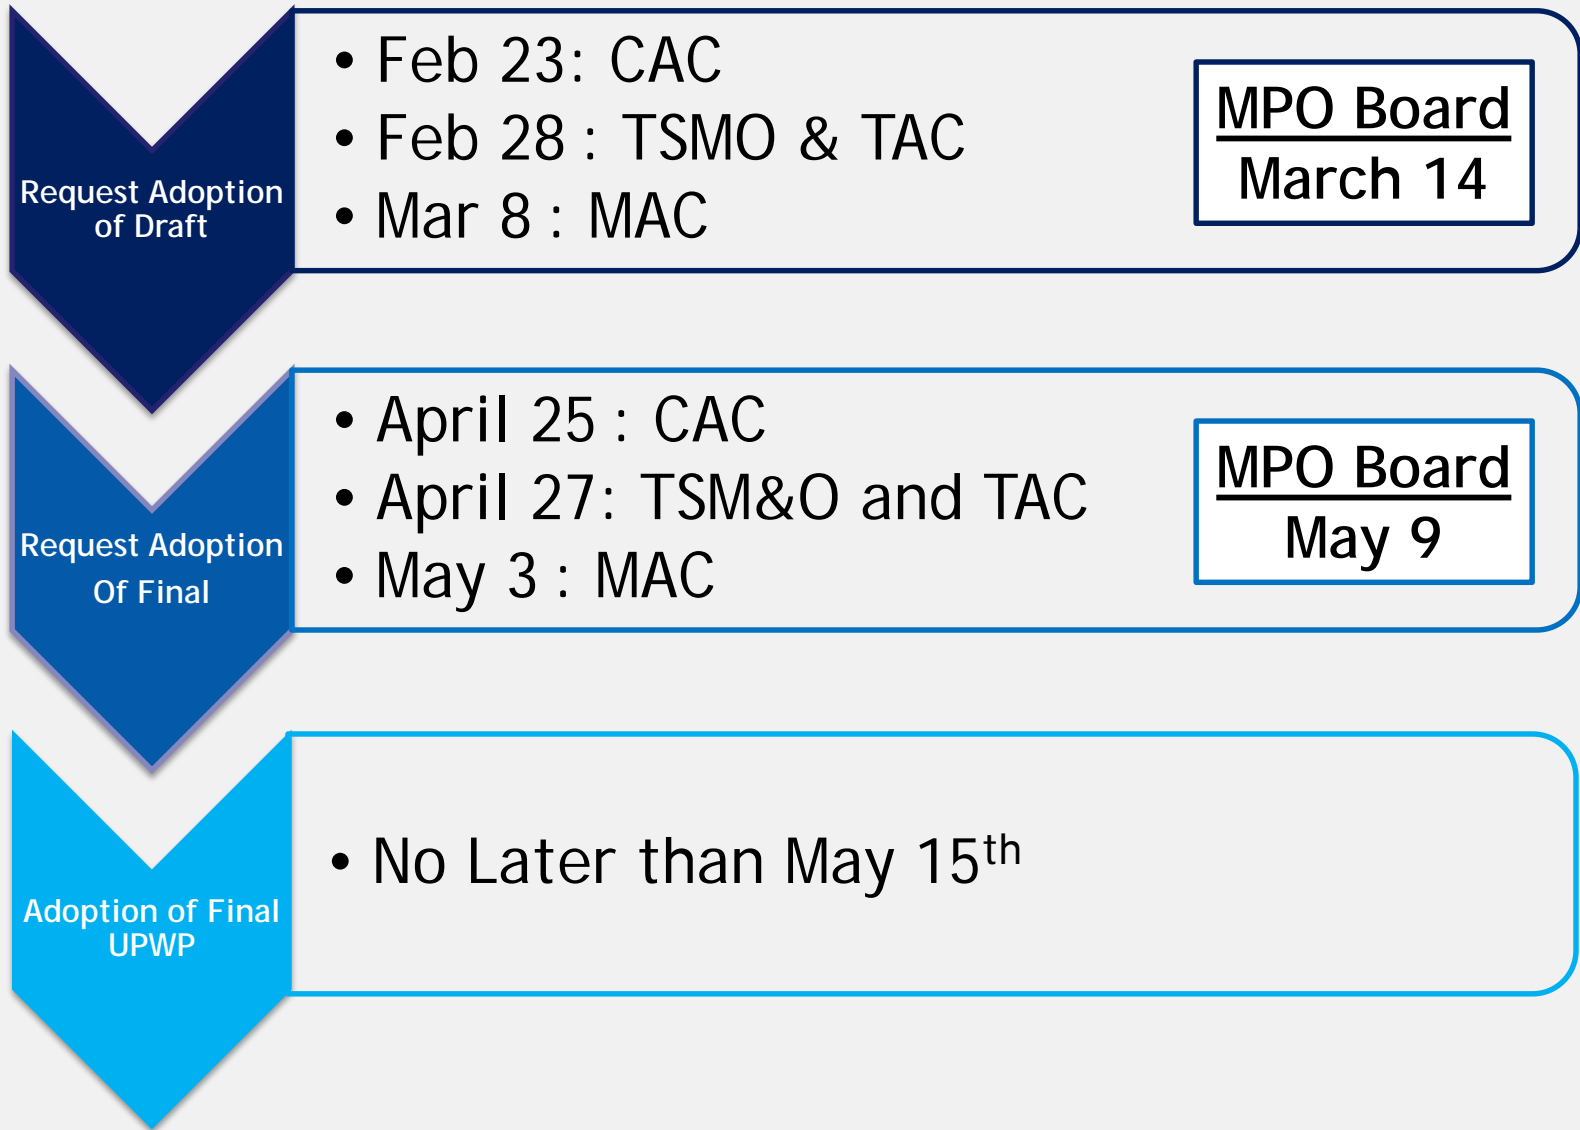 Request Adoption
of Draft
• Feb 23: CAC
• Feb 28 : TSMO & TAC
• Mar 8 : MAC
MPO Board
March 14
Request Adoption
Of Final
• April 25 : CAC
• April 27: TSM&O and TAC
• May 3 : MAC
MPO Board
May 9
Adoption of Final
UPWP
• No Later than May 15th